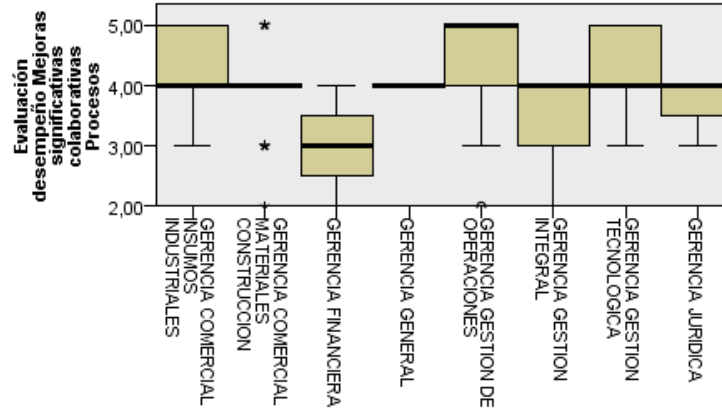 Evaluación
desempeño Mejoras
significativas
colaborativas
Procesos
5,00
4,00
3,00
2,00
GERENCIA COMERCIAL
INSUMOS
INDUSTRIALES
GERENCIA COMERCIAL
MATERIALES
CONSTRUCCION
GERENCIA FINANCIERA
GERENCIA GENERAL
GERENCIA GESTION DE
OPERACIONES
GERENCIA GESTION
INTEGRAL
GERENCIA GESTION
TECNOLOGICA
GERENCIA JURIDICA